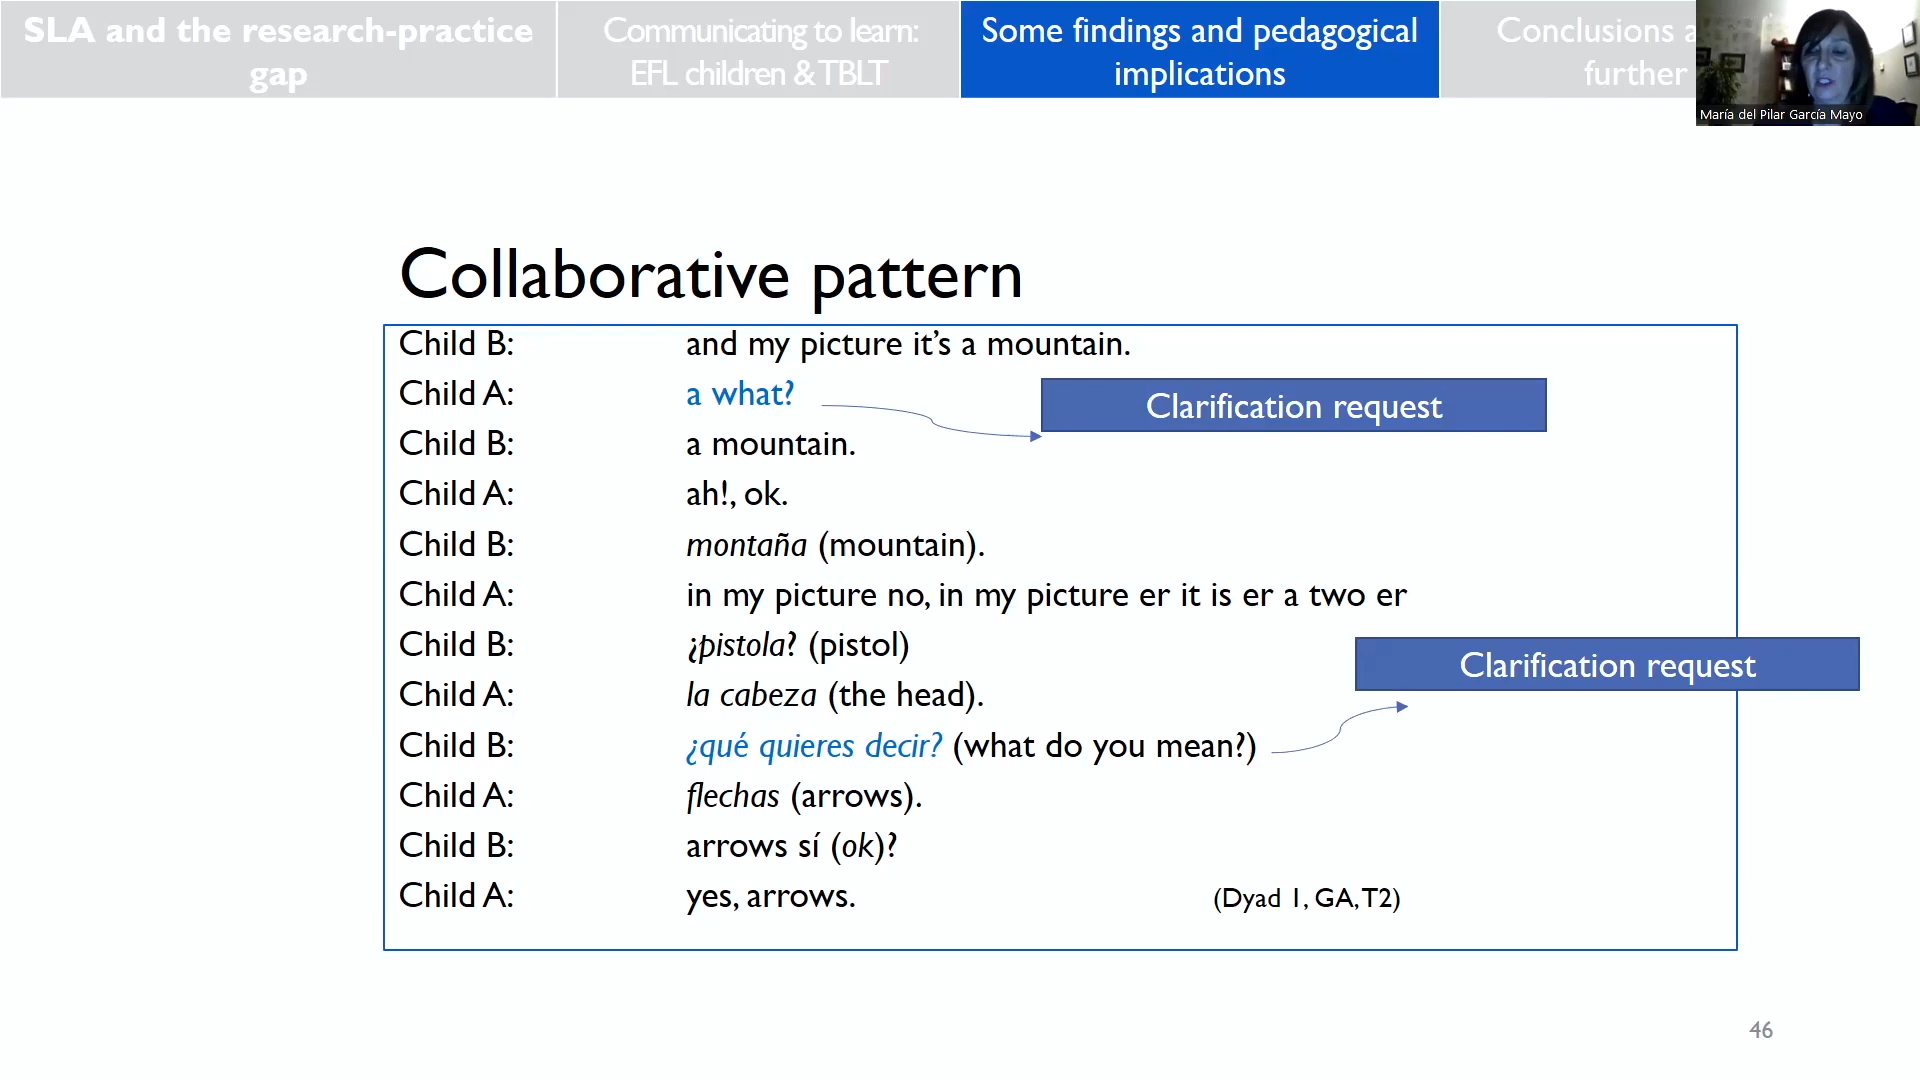 SLA and the research-practice
gap
Communicating to learn:
EFL children & TBLT
Some findings and pedagogical
implications
Conclusions a
further
María del Pilar García Mayo
Collaborative pattern
Child B: and my picture it's a mountain.
Child A: a what?
Clarification request
Child B: a mountain.
Child A: ah!, ok.
Child B: montaña (mountain).
Child A: in my picture no, in my picture er it is er a two er
Child B: ¿pistola? (pistol)
Clarification request
Child A: la cabeza (the head).
Child B: ¿qué quieres decir? (what do you mean?)
Child A: flechas (arrows).
Child B: arrows sí (ok)?
Child A: yes, arrows. (Dyad 1, GA, T2)
46